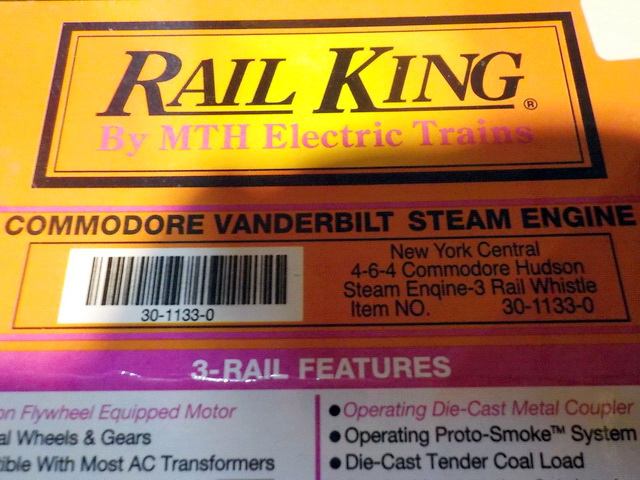 RAIL KING®
By MTH Electric Trains
COMMODORE VANDERBILT STEAM ENGINE
30-1133-0
New York Central
4-6-4 Commodore Hudson
Steam Engine-3 Rail Whistle
Item NO. 30-1133-0
3-RAIL FEATURES
on Flywheel Equipped Motor
al Wheels & Gears
tible With Most AC Transformers
●Operating Die-Cast Metal Coupler
●Operating Proto-Smoke™ System
●Die-Cast Tender Coal Load